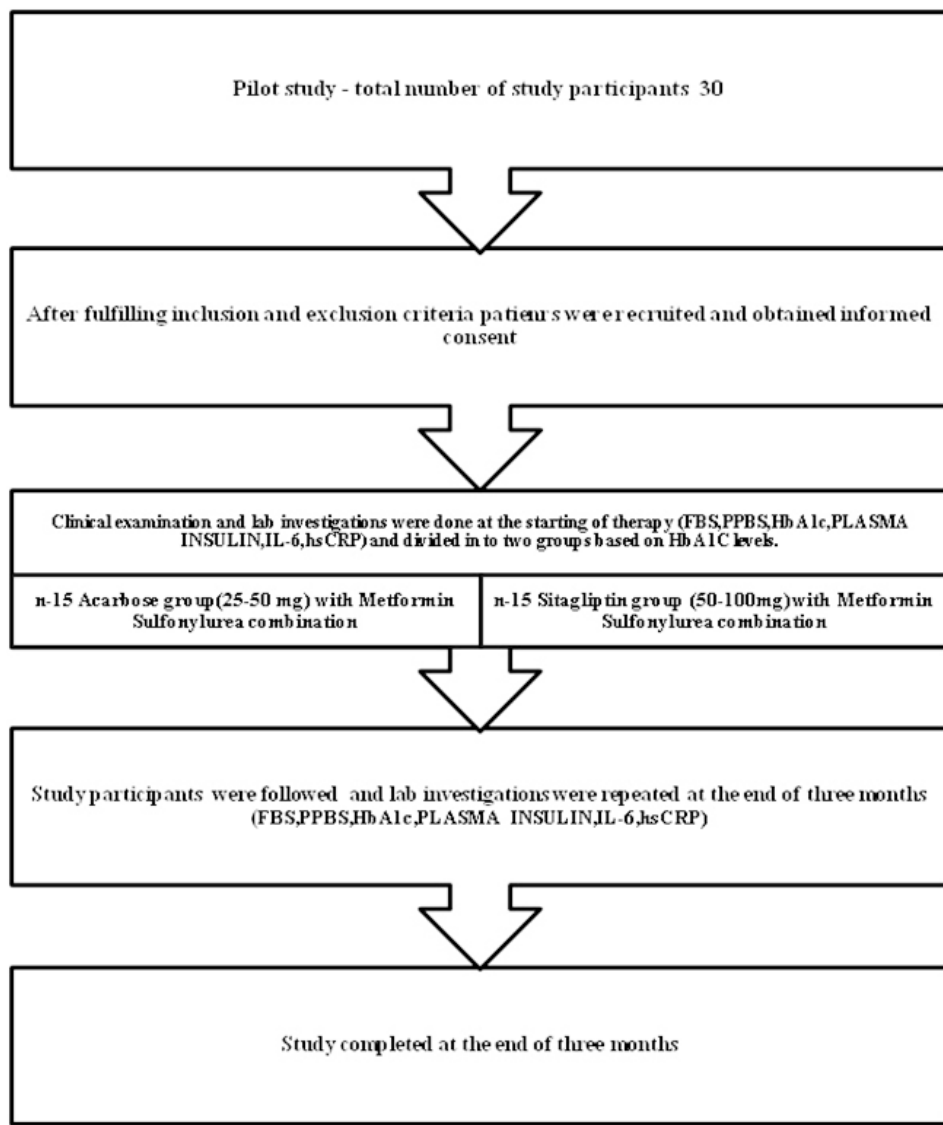 Pilot study - total number of study participants 30
After fulfilling inclusion and exclusion criteria patienrs were recruited and obtained informed
consent
Clinical examination and lab investigations were done at the starting of therapy (FBS,PPBS,HbA1c,PLASMA
INSULIN,IL-6,hsCRP) and divided in to two groups based on HbA1C levels.
n-15 Acarbose group(25-50 mg) with Metformin
Sulfonylurea combination
n-15 Sitagliptin group (50-100mg)with Metformin
Sulfonylurea combination
Study participants were followed and lab investigations were repeated at the end of three months
(FBS,PPBS,HbA1c,PLASMA INSULIN,IL-6,hsCRP)
Study completed at the end of three months